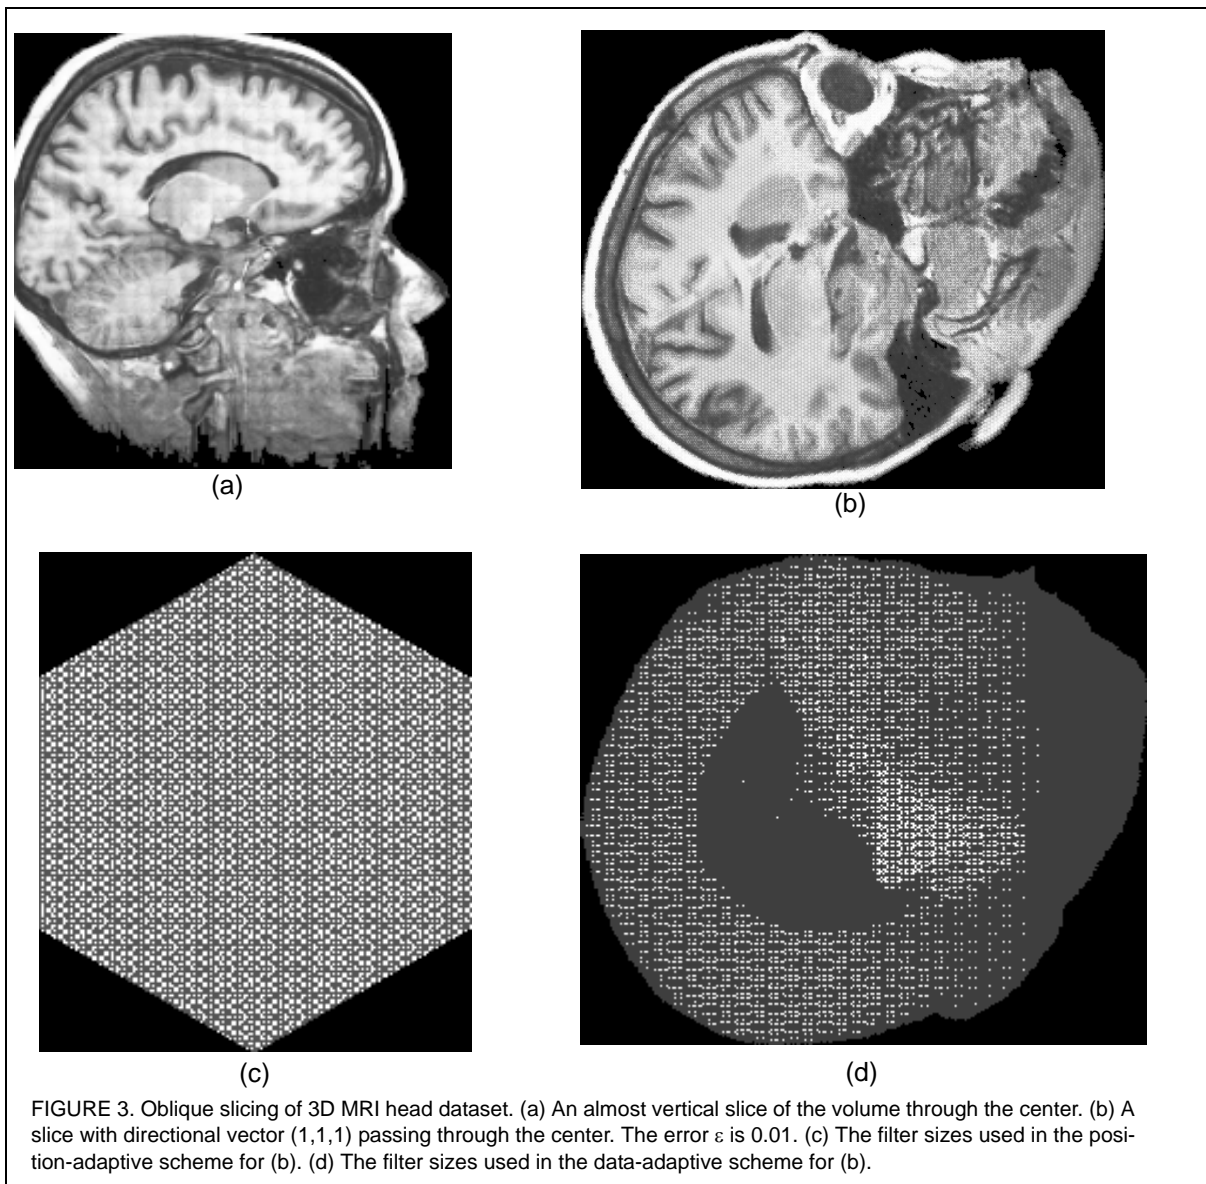 (a)
(b)
(c)
(d)
FIGURE 3. Oblique slicing of 3D MRI head dataset. (a) An almost vertical slice of the volume through the center. (b) A
slice with directional vector (1,1,1) passing through the center. The error ε is 0.01. (c) The filter sizes used in the posi-
tion-adaptive scheme for (b). (d) The filter sizes used in the data-adaptive scheme for (b).